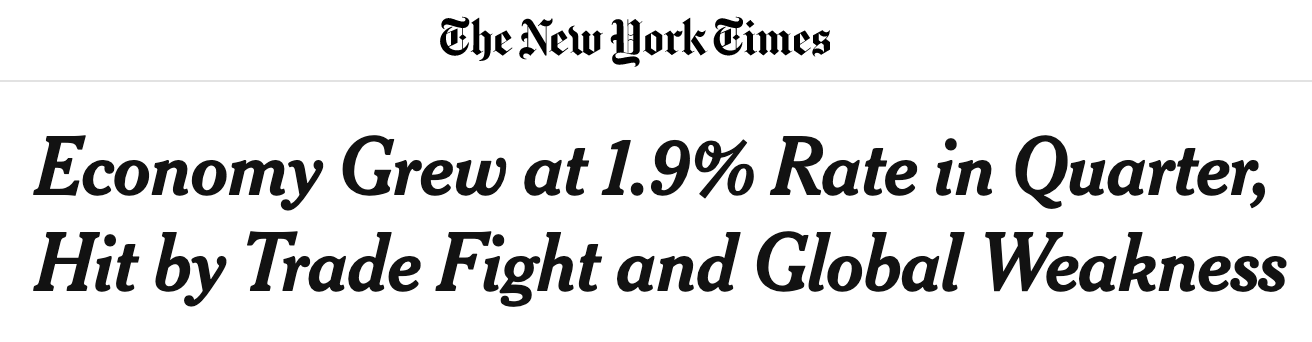 The New York Times
Economy Grew at 1.9% Rate in Quarter,
Hit by Trade Fight and Global Weakness